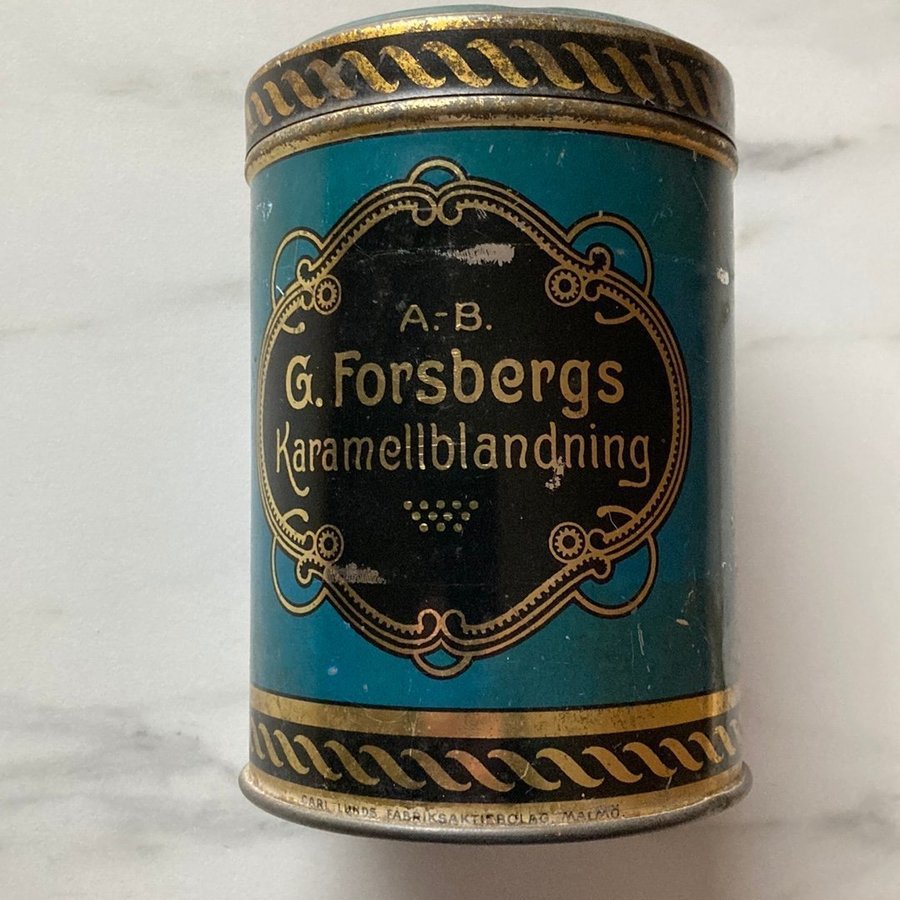 A.-B.
G. Forsbergs
Karamellblandning
CARL LUNDS FABRIKSAKTIEBOLAG, MALMÖ.